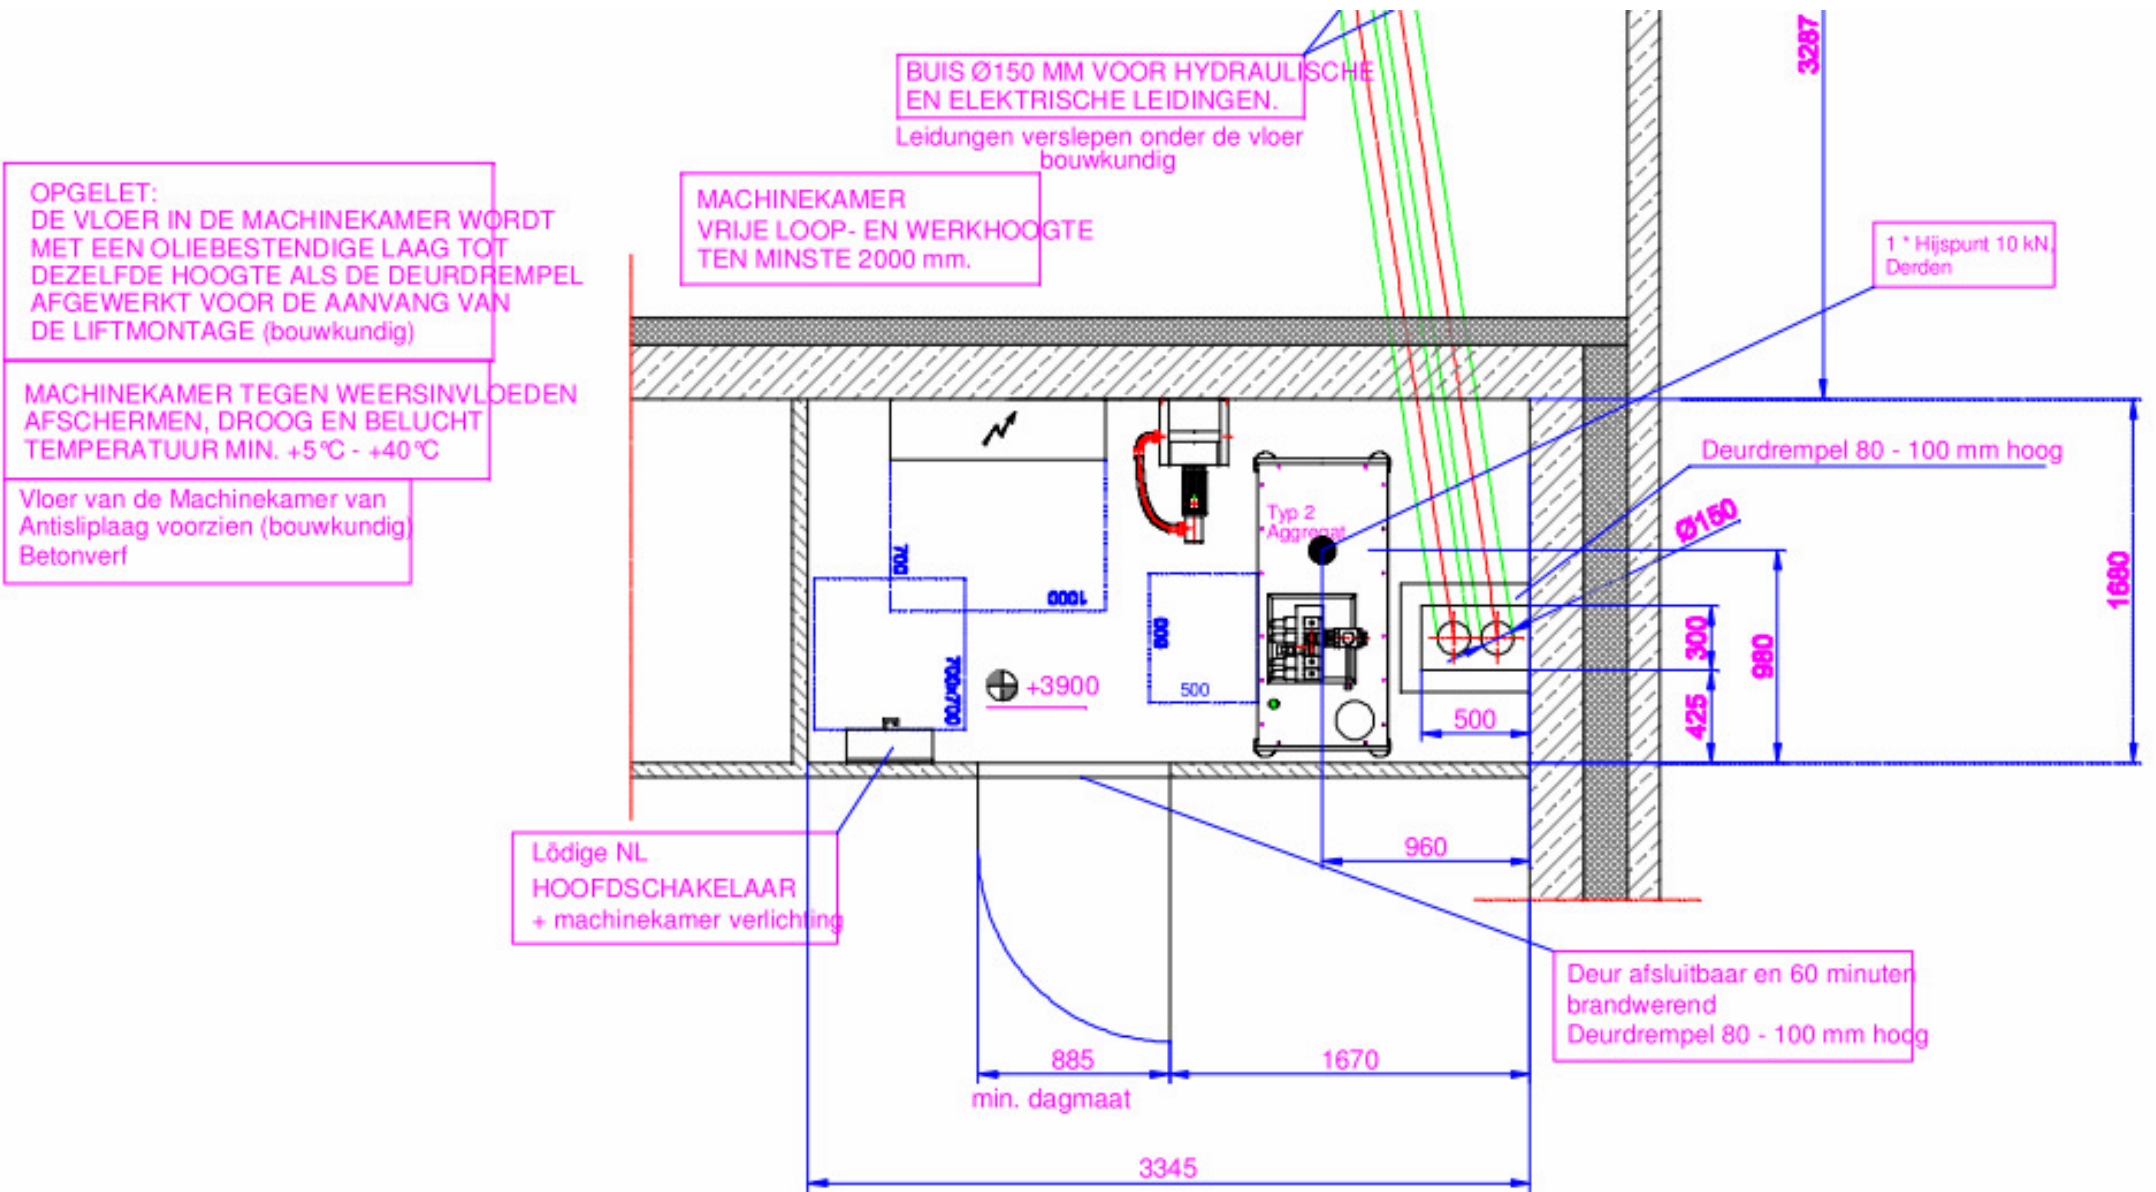 3287
BUIS Ø150 MM VOOR HYDRAULISCHE
EN ELEKTRISCHE LEIDINGEN.
Leidungen verslepen onder de vloer
bouwkundig
OPGELET:
DE VLOER IN DE MACHINEKAMER WORDT
MET EEN OLIEBESTENDIGE LAAG TOT
DEZELFDE HOOGTE ALS DE DEURDREMPEL
AFGEWERKT VOOR DE AANVANG VAN
DE LIFTMONTAGE (bouwkundig)
MACHINEKAMER
VRIJE LOOP- EN WERKHOOGTE
TEN MINSTE 2000 mm.
1 * Hijspunt 10 kN,
Derden
MACHINEKAMER TEGEN WEERSINVLOEDEN
AFSCHERMEN, DROOG EN BELUCHT
TEMPERATUUR MIN. +5°C - +40°C
Vloer van de Machinekamer van
Antisliplaag voorzien (bouwkundig)
Betonverf
Deurdrempel 80 - 100 mm hoog
Typ 2
Aggregat
Ø150
700
1000
600
500
700x700
+3900
300
980
1680
425
500
960
Lödige NL
HOOFDSCHAKELAAR
+ machinekamer verlichting
Deur afsluitbaar en 60 minuten
brandwerend
Deurdrempel 80 - 100 mm hoog
885
1670
min. dagmaat
3345